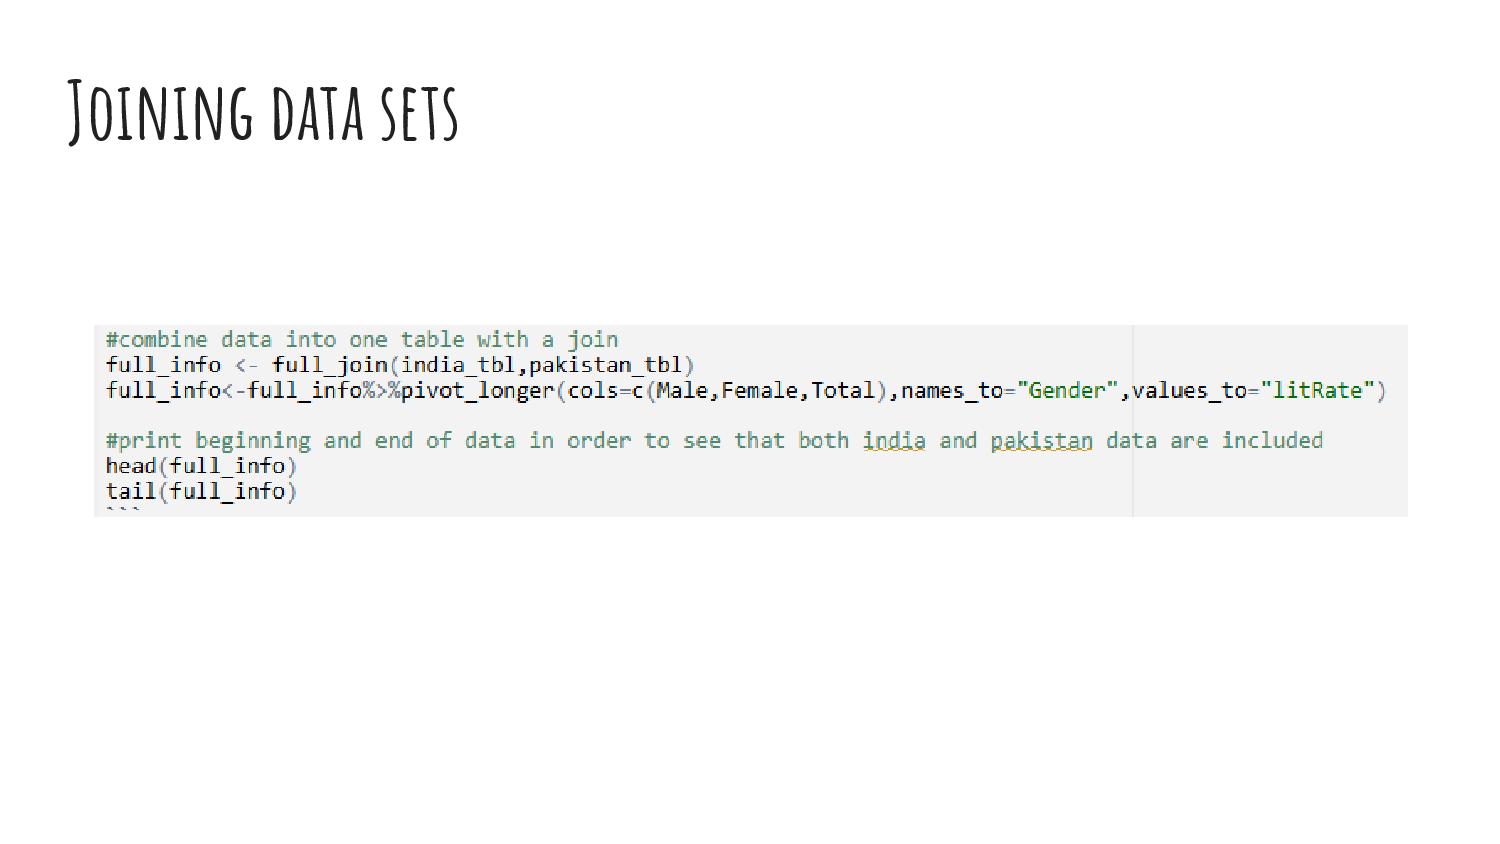 Joining data sets
#combine data into one table with a join
full_info <- full_join(india_tbl,pakistan_tbl)
full_info<-full_info%>%pivot_longer(cols=c(Male,Female,Total),names_to="Gender",values_to="litRate")
#print beginning and end of data in order to see that both india and pakistan data are included
head(full_info)
tail(full_info)
```